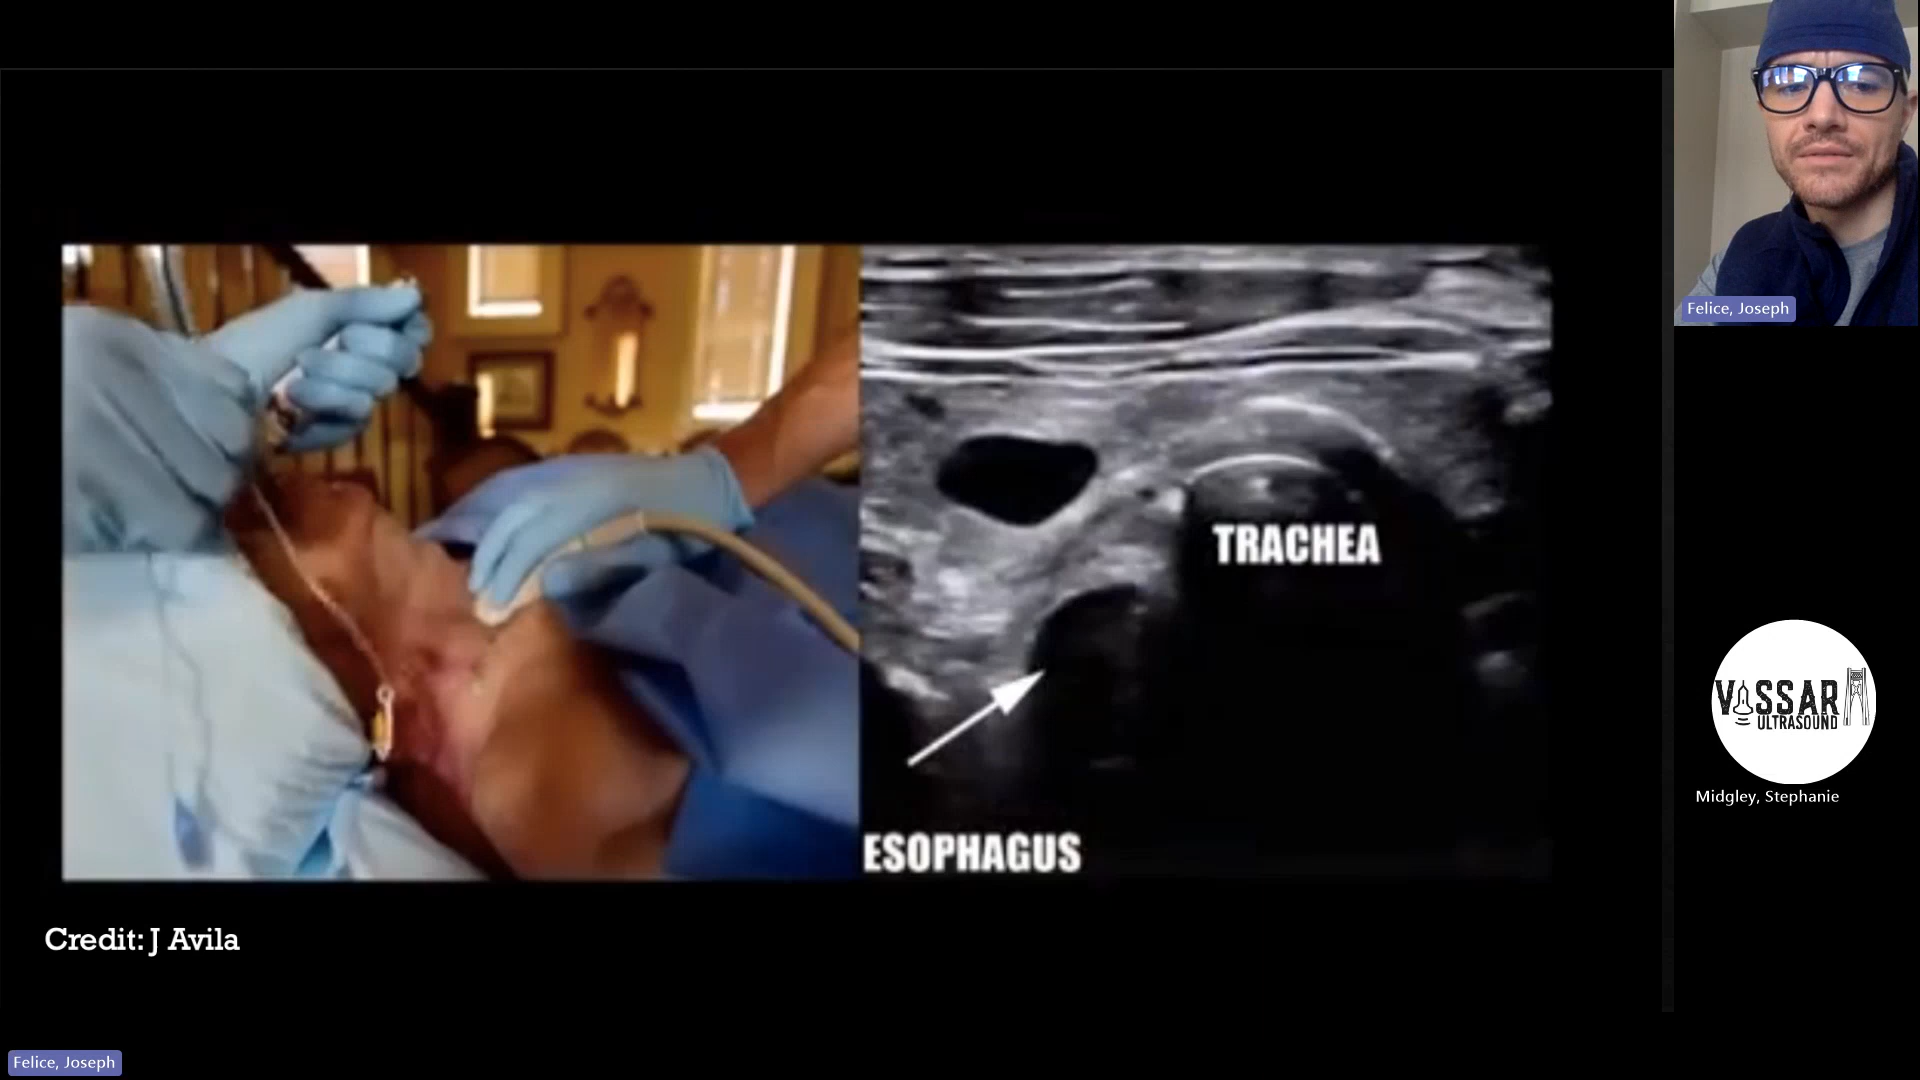 Felice, Joseph
TRACHEA
VASSAR
ULTRASOUND
Midgley, Stephanie
ESOPHAGUS
Credit: J Avila
Felice, Joseph